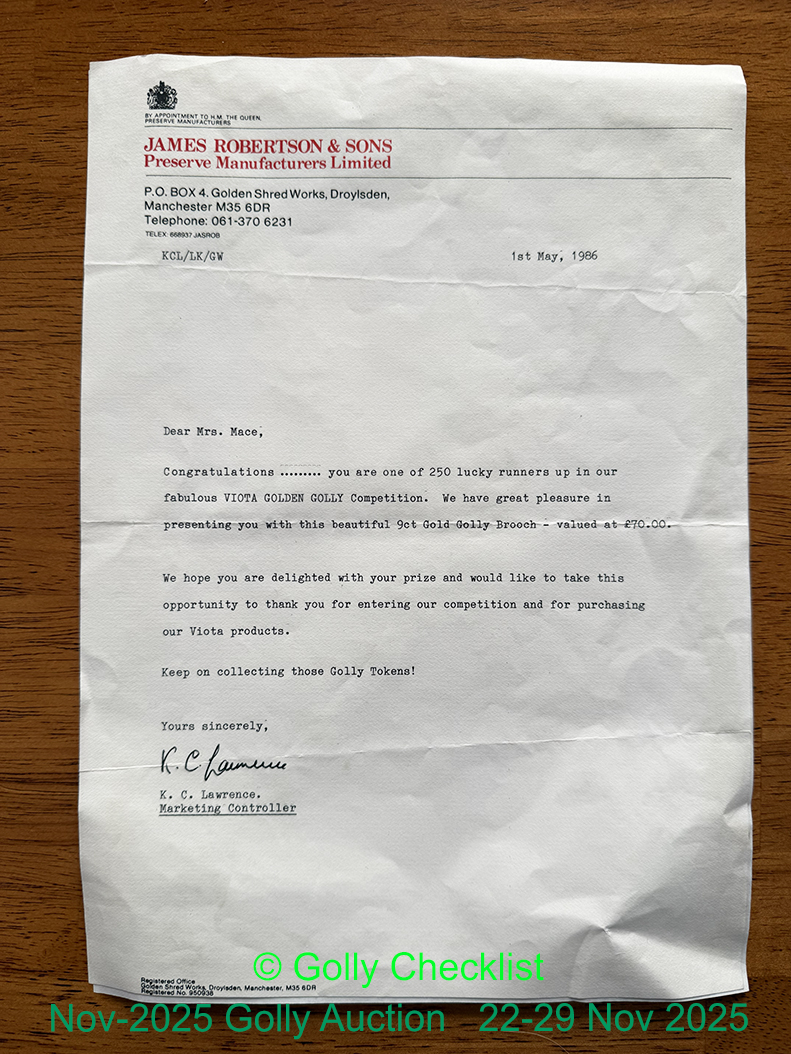 BY APPOINTMENT TO H.M. THE QUEEN,
PRESERVE MANUFACTURERS
JAMES ROBERTSON & SONS
Preserve Manufacturers Limited
P.O. BOX 4. Golden Shred Works, Droylsden,
Manchester M35 6DR
Telephone: 061-370 6231
TELEX: 668937 JASROB
KCL/LK/GW 1st May, 1986
Dear Mrs. Mace,
Congratulations ......... you are one of 250 lucky runners up in our
fabulous VIOTA GOLDEN GOLLY Competition. We have great pleasure in
presenting you with this beautiful 9ct Gold Golly Brooch - valued at £70.00.
We hope you are delighted with your prize and would like to take this
opportunity to thank you for entering our competition and for purchasing
our Viota products.
Keep on collecting those Golly Tokens!
Yours sincerely,
K. C. Lawrence
K. C. Lawrence.
Marketing Controller
© Golly Checklist
Registered Office
Golden Shred Works, Droylsden, Manchester, M35 6DR
Registered No. 950938
Nov-2025 Golly Auction 22-29 Nov 2025